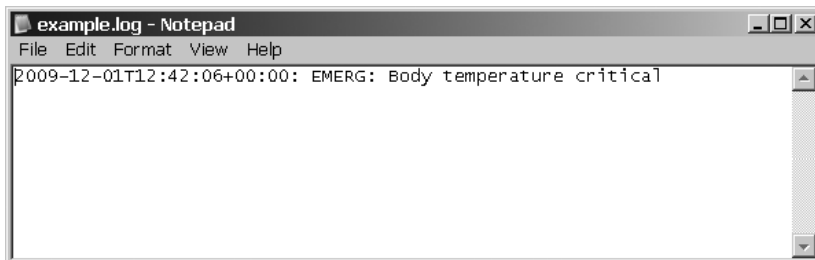 example.log - Notepad
File Edit Format View Help
2009-12-01T12:42:06+00:00: EMERG: Body temperature critical